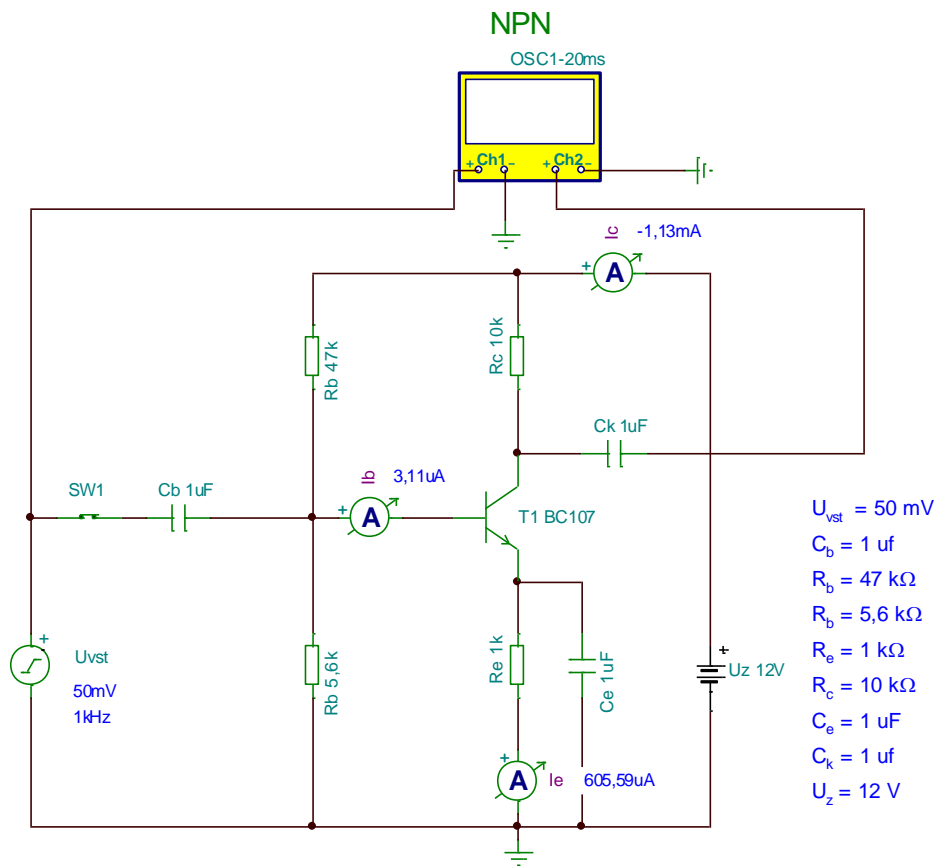 NPN
OSC1-20ms
+ Ch1 - + Ch2 -
Ic -1,13mA
+ A
Rb 47k
Rc 10k
Ck 1uF
Ib 3,11uA
SW1
Cb 1uF
+ A
T1 BC107
+
Uvst
50mV
1kHz
Rb 5,6k
Re 1k
Ce 1uF
+
Uz 12V
+ A
Ie 605,59uA
Uvst = 50 mV
Cb = 1 uf
Rb = 47 kΩ
Rb = 5,6 kΩ
Re = 1 kΩ
Rc = 10 kΩ
Ce = 1 uF
Ck = 1 uf
Uz = 12 V